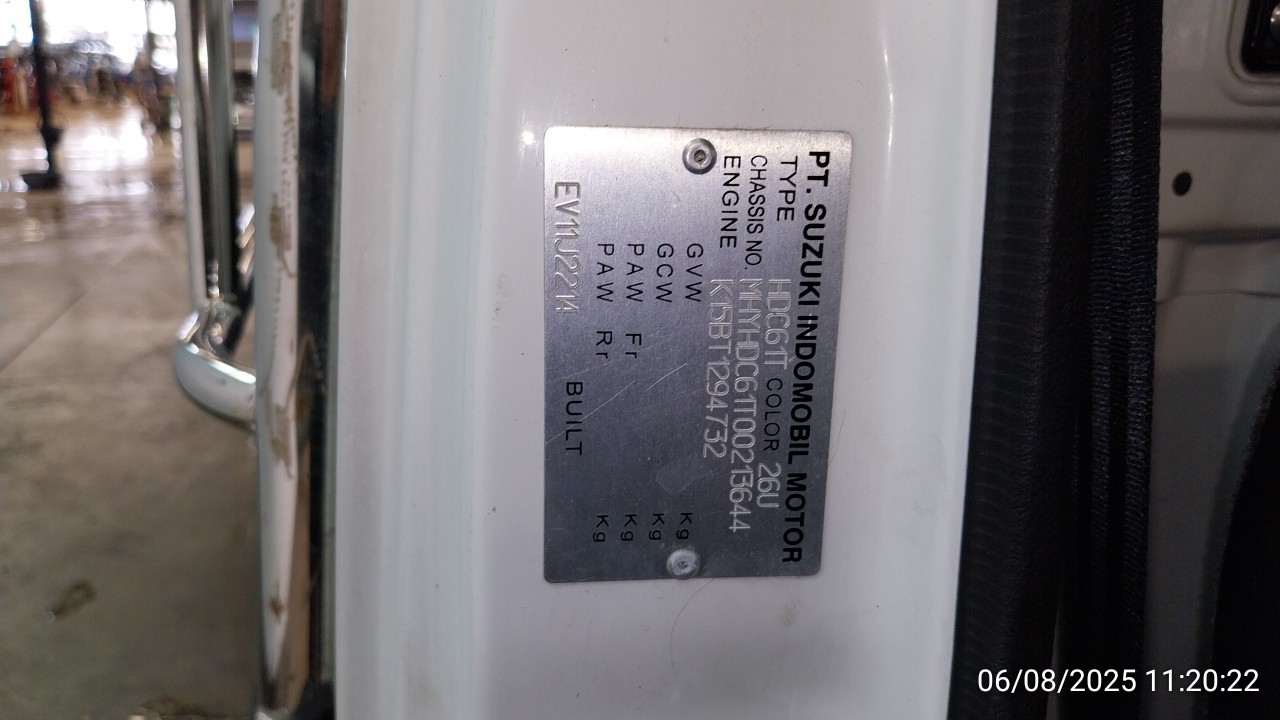 PT. SUZUKI INDOMOBIL MOTOR
TYPE HDC61T COLOR 26U
CHASSIS NO. MHYHDC61T00213644
ENGINE K15BT1294732
GVW Kg
GCW Kg
PAW Fr Kg
PAW Rr Kg
EV11J2214 BUILT
06/08/2025 11:20:22